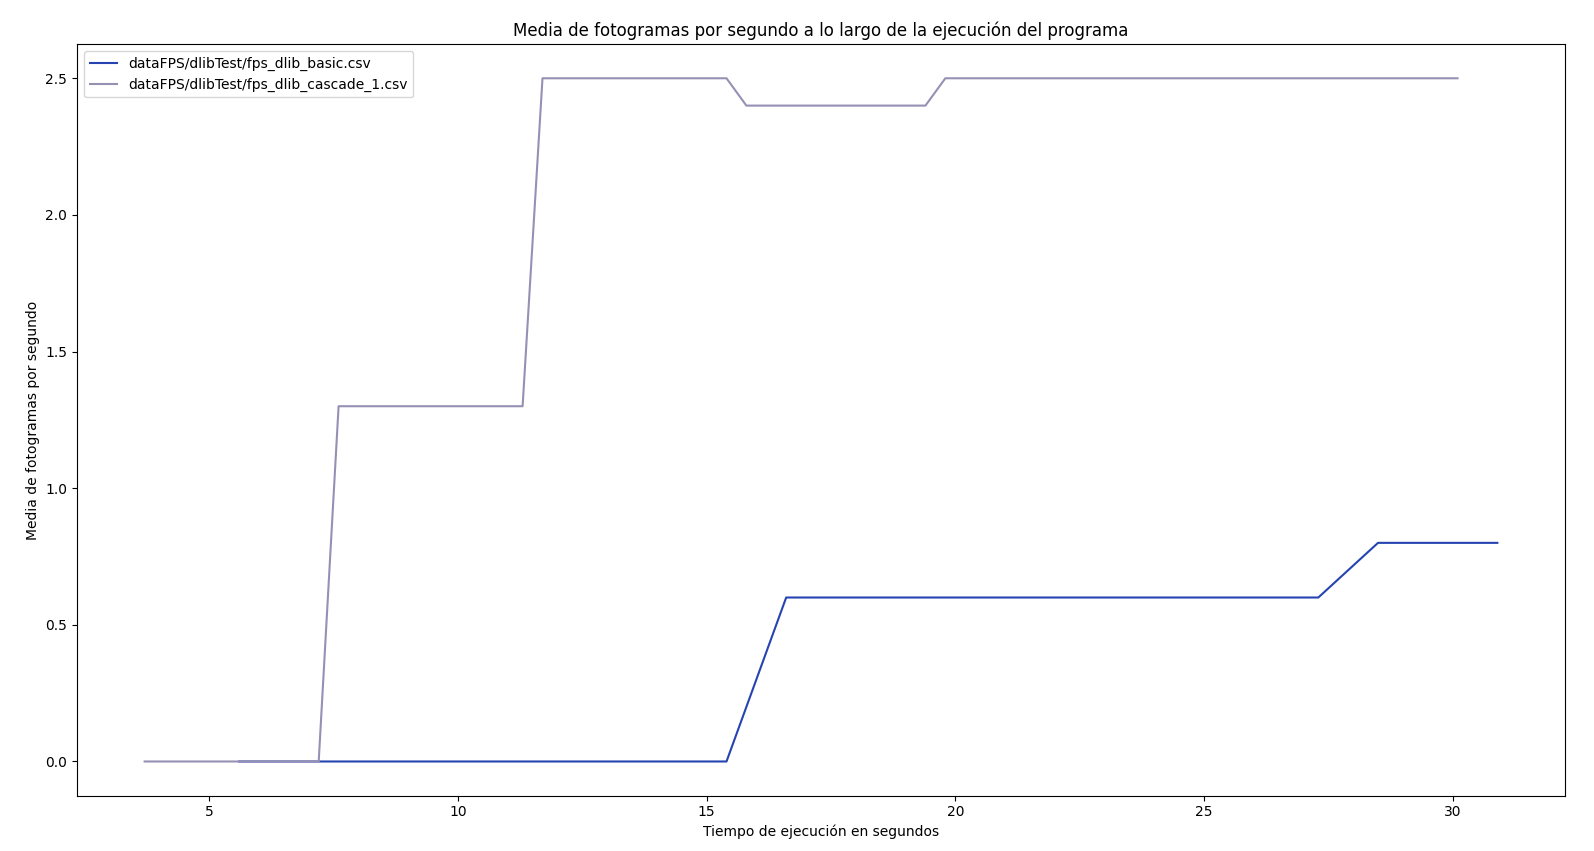 Media de fotogramas por segundo a lo largo de la ejecución del programa
dataFPS/dlibTest/fps_dlib_basic.csv
dataFPS/dlibTest/fps_dlib_cascade_1.csv
Media de fotogramas por segundo
2.5
2.0
1.5
1.0
0.5
0.0
5 10 15 20 25 30
Tiempo de ejecución en segundos